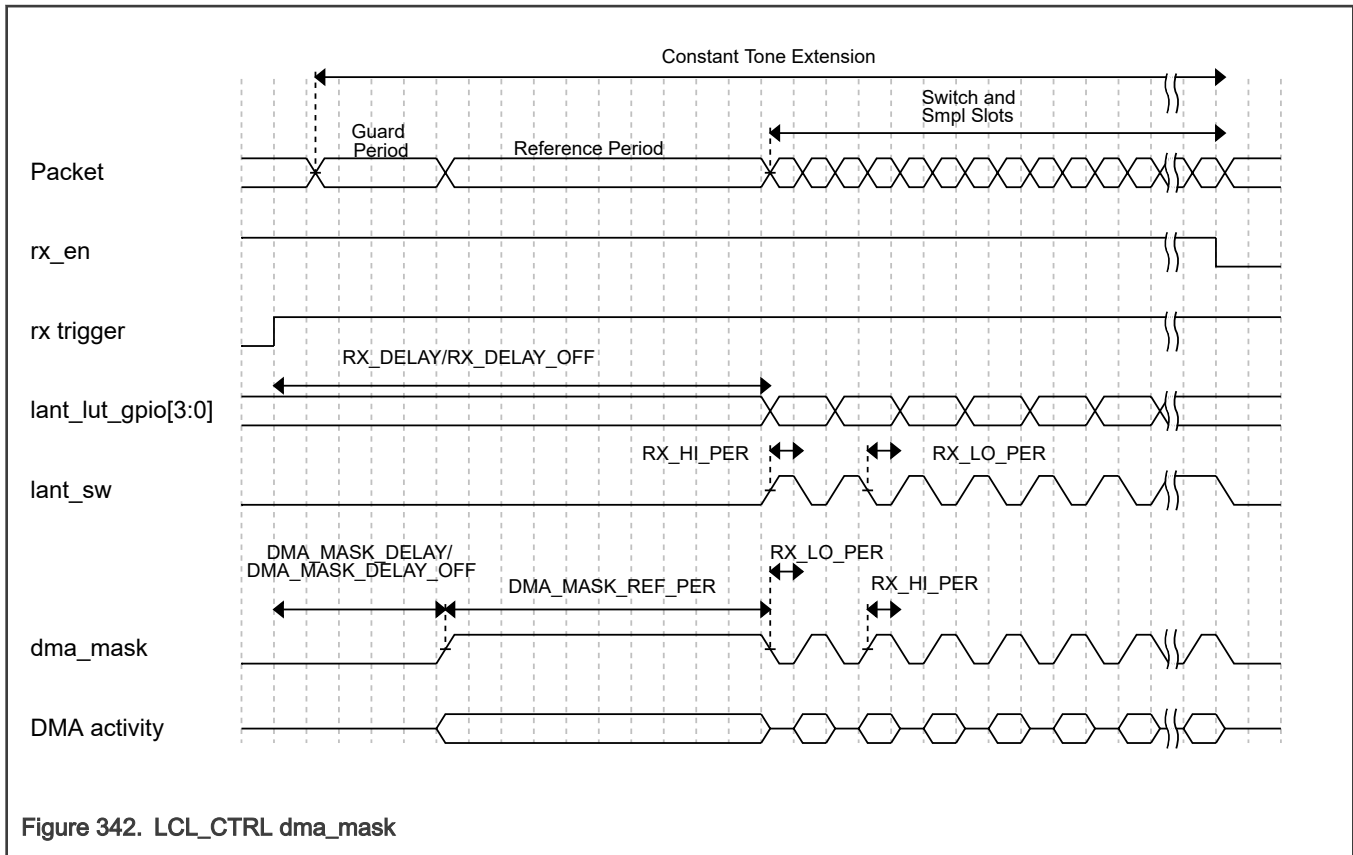 Constant Tone Extension
Switch and
Smpl Slots
Guard
Period
Reference Period
Packet
rx_en
rx trigger
RX_DELAY/RX_DELAY_OFF
lant_lut_gpio[3:0]
RX_HI_PER
RX_LO_PER
lant_sw
DMA_MASK_DELAY/
DMA_MASK_DELAY_OFF
DMA_MASK_REF_PER
RX_LO_PER
RX_HI_PER
dma_mask
DMA activity
Figure 342. LCL_CTRL dma_mask